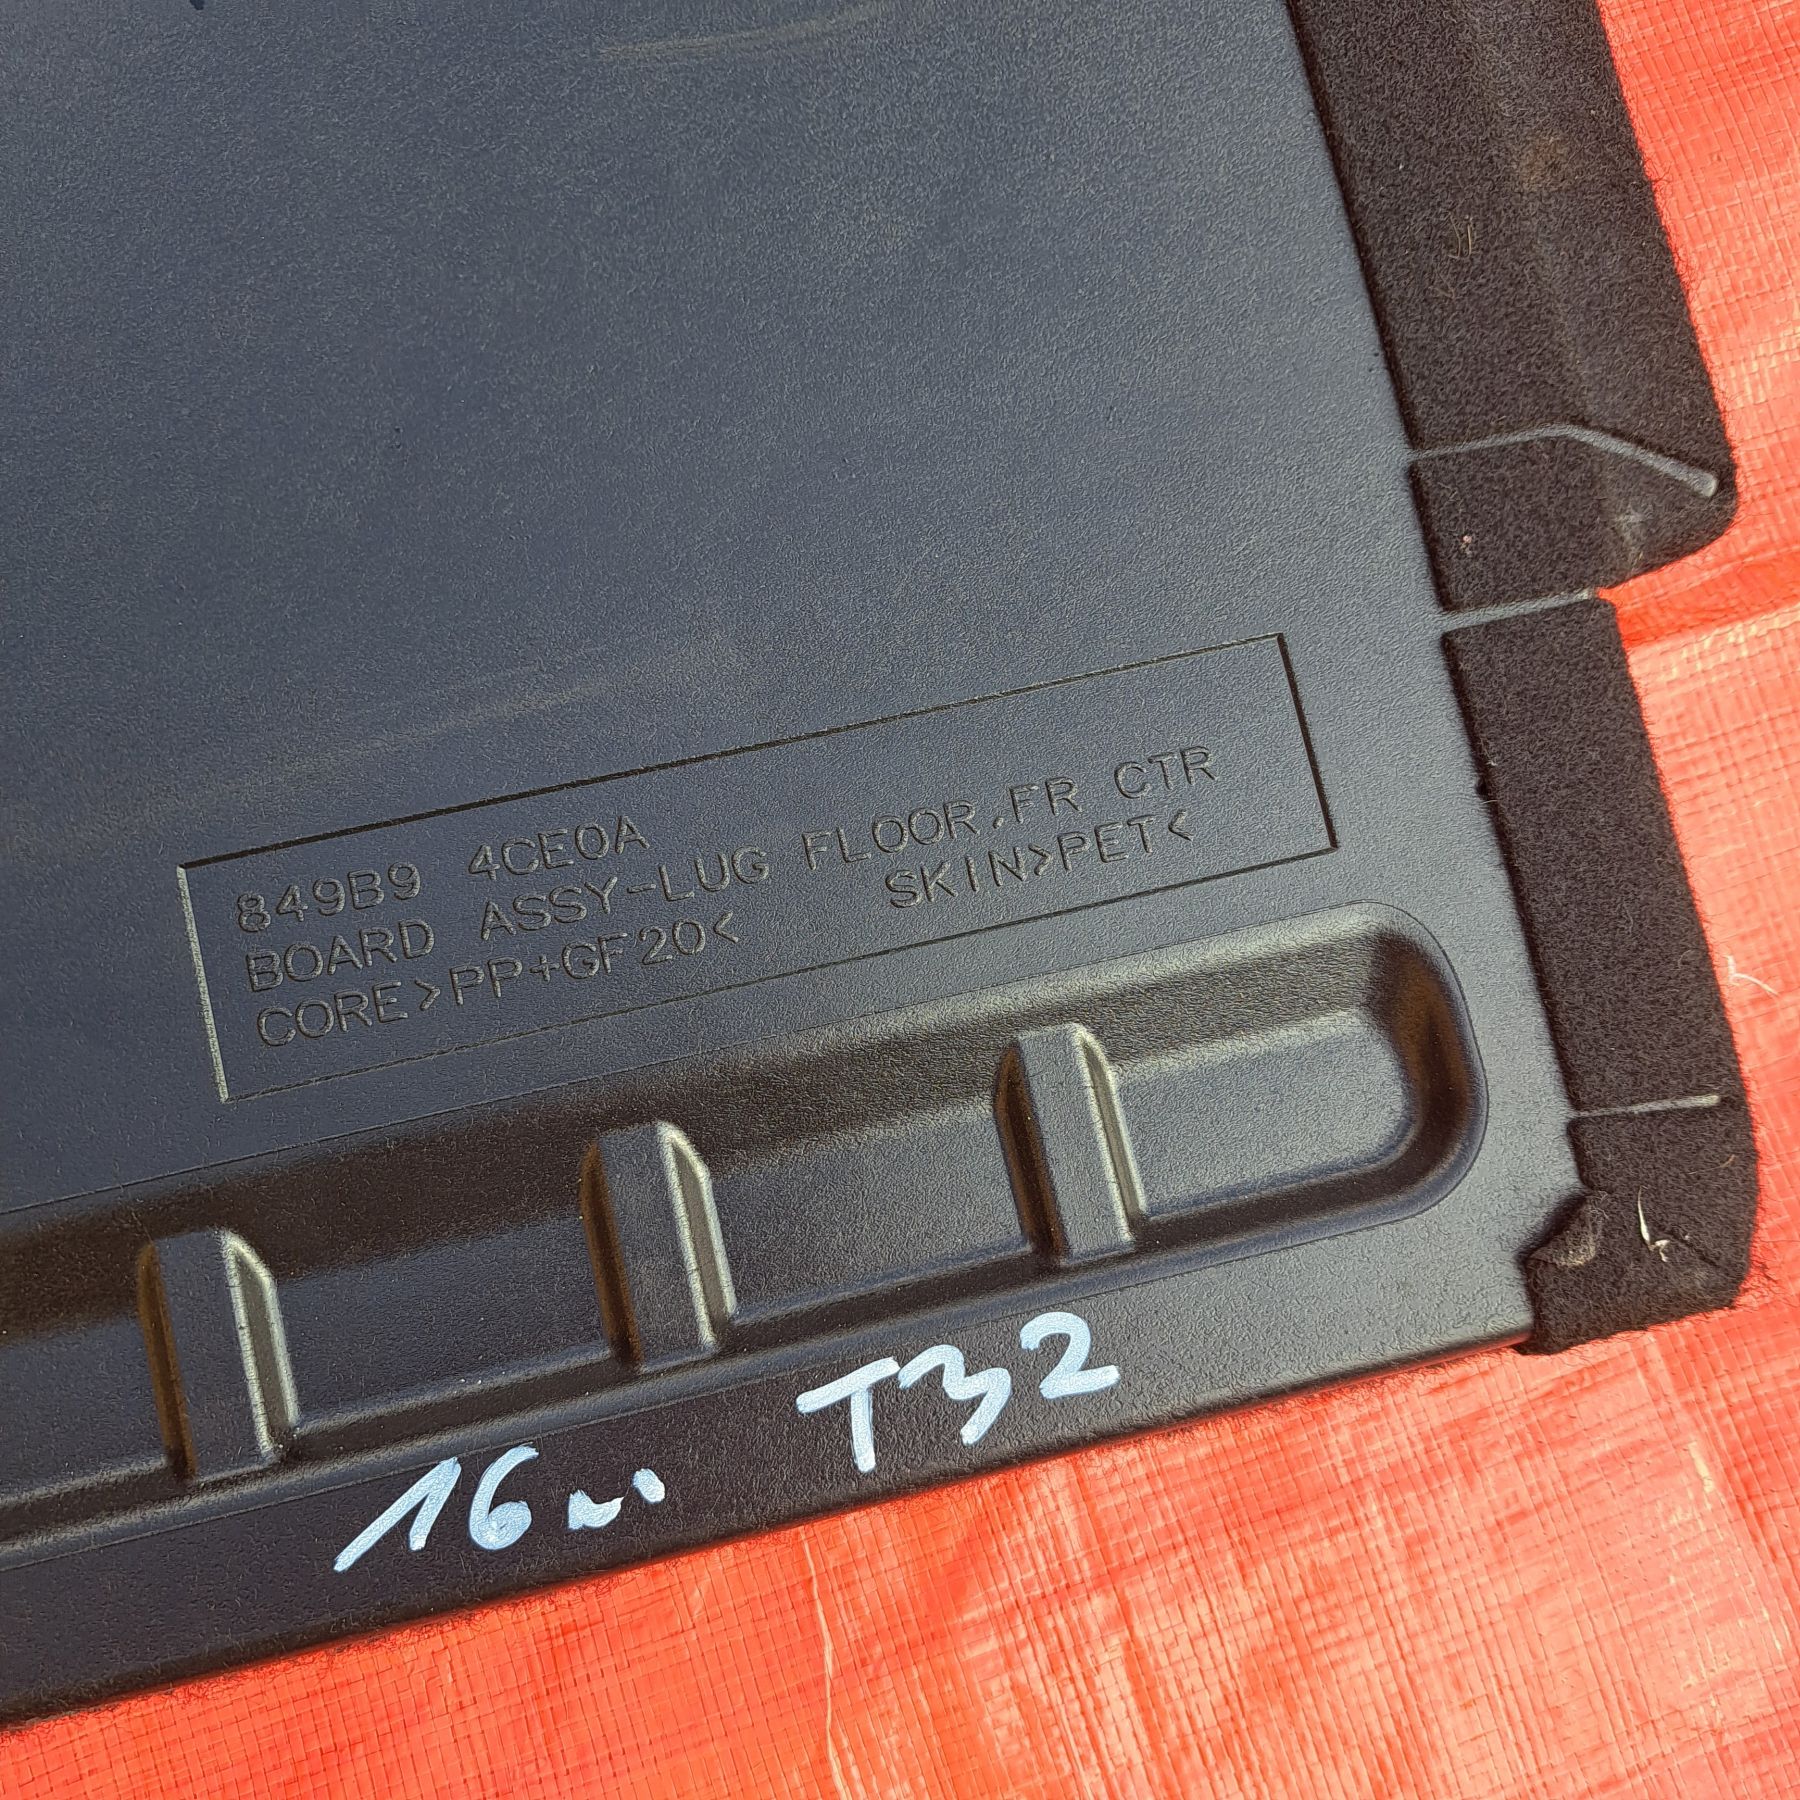 849B9 4CE0A
BOARD ASSY-LUG FLOOR.FR CTR
CORE>PP+GF20< SKIN>PET<
T32